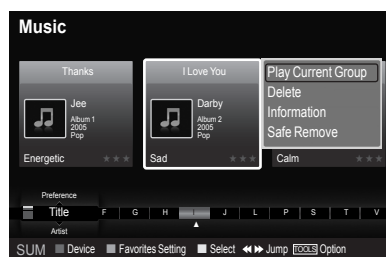 Music
Thanks
Jee
Album 1
2005
Pop
Energetic
I Love You
Darby
Album 2
2005
Pop
Sad
Play Current Group
Delete
Information
Safe Remove
Calm
Preference
Title F G H I J L P S T V
Artist
SUM Device Favorites Setting Select Jump TOOLS Option